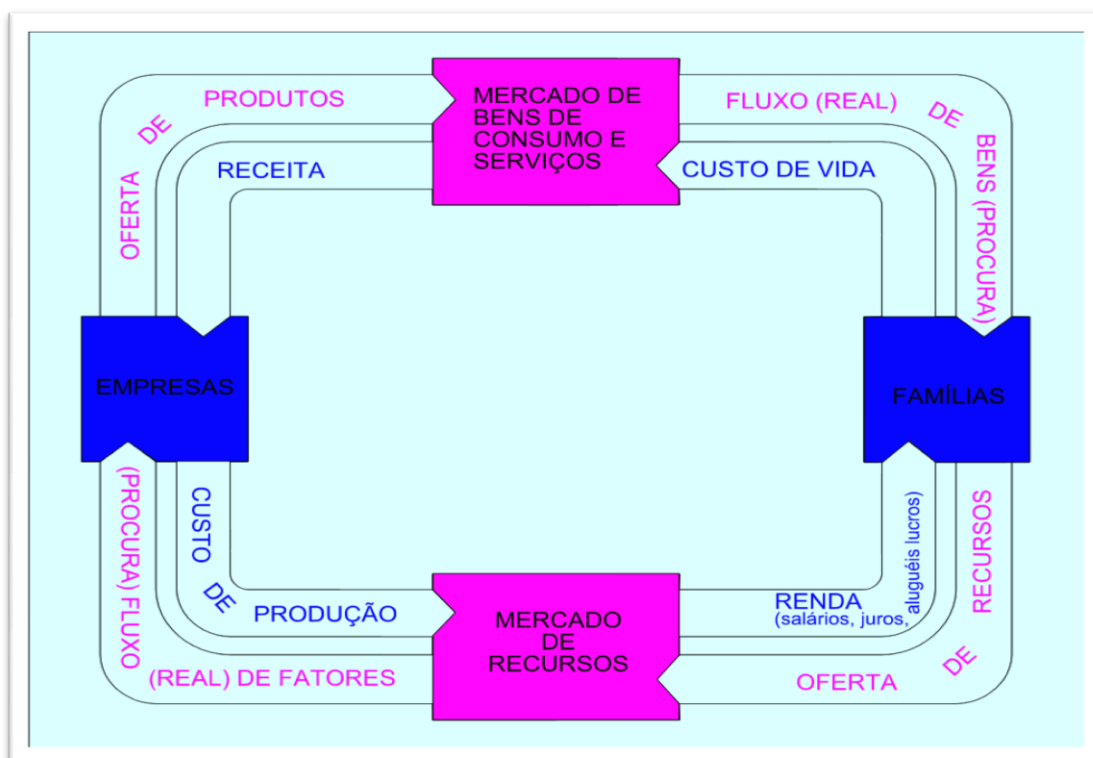 OFERTA DE PRODUTOS
MERCADO DE
BENS DE
CONSUMO E
SERVIÇOS
FLUXO (REAL) DE BENS (PROCURA)
RECEITA
CUSTO DE VIDA
EMPRESAS
FAMÍLIAS
CUSTO DE PRODUÇÃO
(PROCURA) FLUXO
(REAL) DE FATORES
MERCADO
DE
RECURSOS
RENDA
(salários, juros, aluguéis lucros)
OFERTA DE RECURSOS